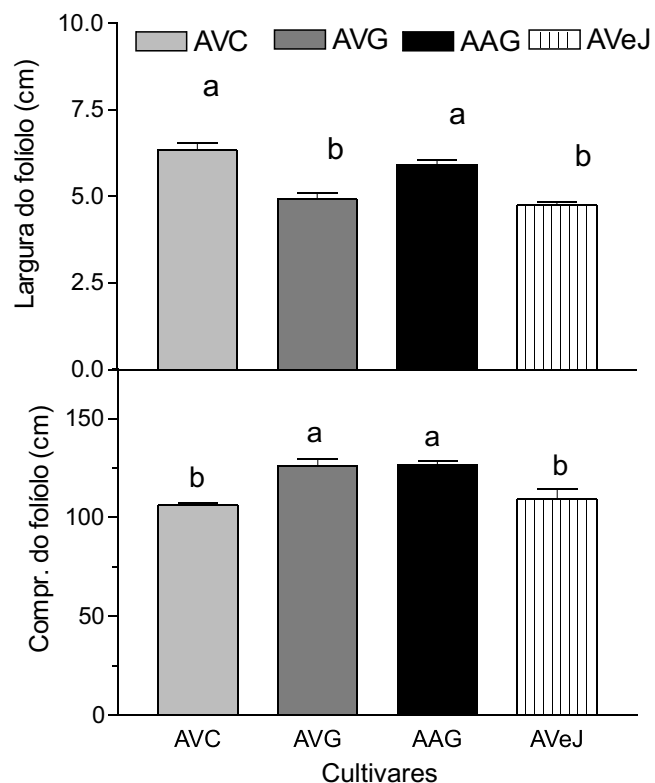 10.0
AVC AVG AAG AVeJ
a
7.5
a
b
b
5.0
2.5
0.0
Largura do folíolo (cm)
150
a a
b b
100
50
0
Compr. do folíolo (cm)
AVC AVG AAG AVeJ
Cultivares